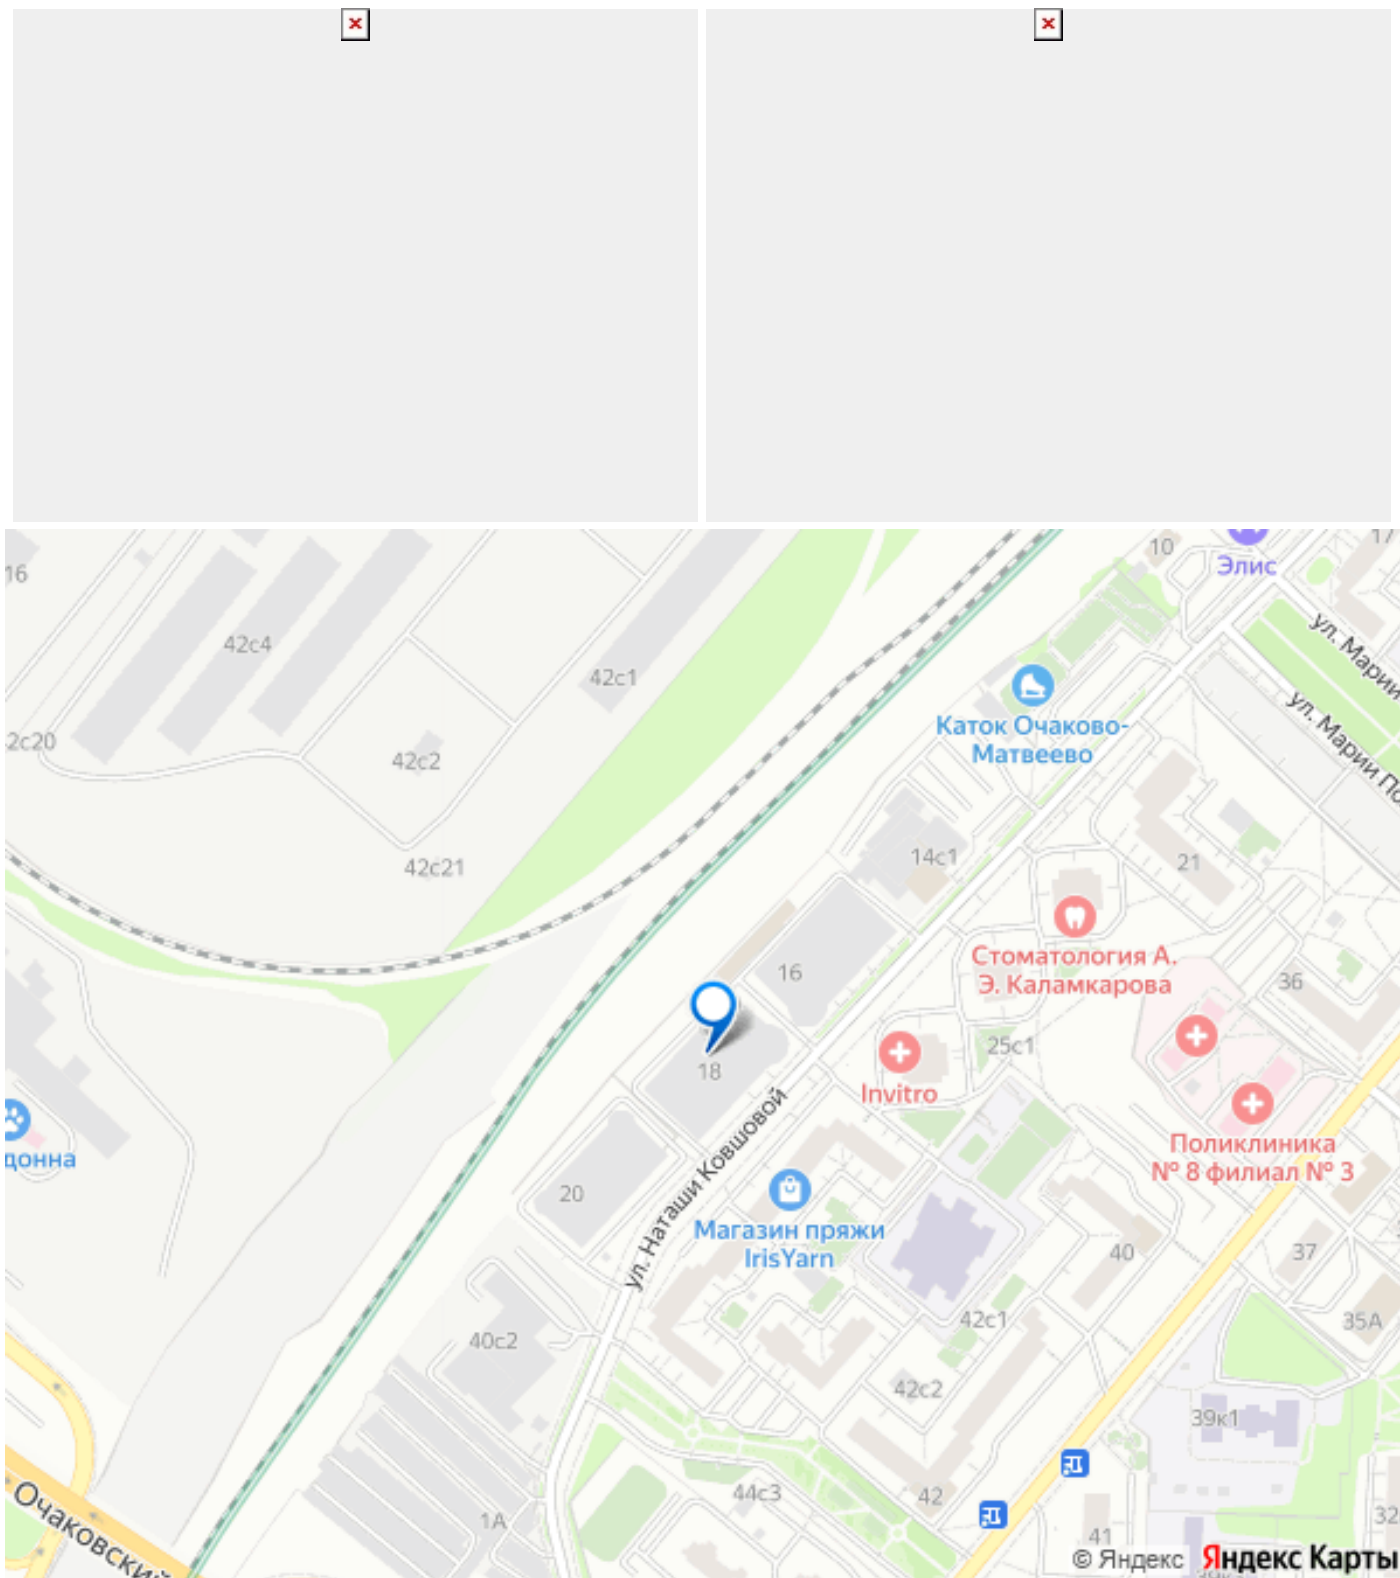 10
17
Элис
16
42с4
ул. Марии
42с1
Каток Очаково-
Матвеево
ул. Марии По
2с20
42с2
14с1
21
42с21
Стоматология А.
Э. Каламкарова
16
36
25с1
18
Invitro
Поликлиника
№ 8 филиал № 3
донна
ул. Наташи Ковшовой
20
Магазин пряжи
IrisYarn
40
37
42с1
35А
40с2
42с2
39к1
44с3
42
1А
41
32
Очаковский
© Яндекс
Яндекс Карты